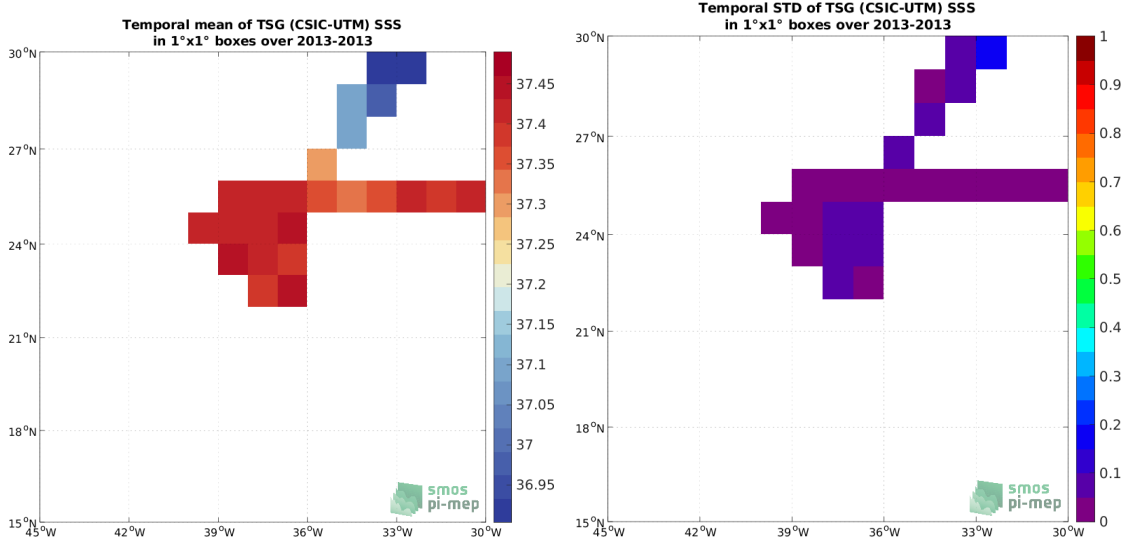 Temporal mean of TSG (CSIC-UTM) SSS
in 1°x1° boxes over 2013-2013
30°N
27°N
24°N
21°N
18°N
15°N
45°W
42°W
39°W
36°W
33°W
30°W
37.45
37.4
37.35
37.3
37.25
37.2
37.15
37.1
37.05
37
36.95
smos
pi-mep
Temporal STD of TSG (CSIC-UTM) SSS
in 1°x1° boxes over 2013-2013
30°N
27°N
24°N
21°N
18°N
15°N
45°W
42°W
39°W
36°W
33°W
30°W
1
0.9
0.8
0.7
0.6
0.5
0.4
0.3
0.2
0.1
0
smos
pi-mep